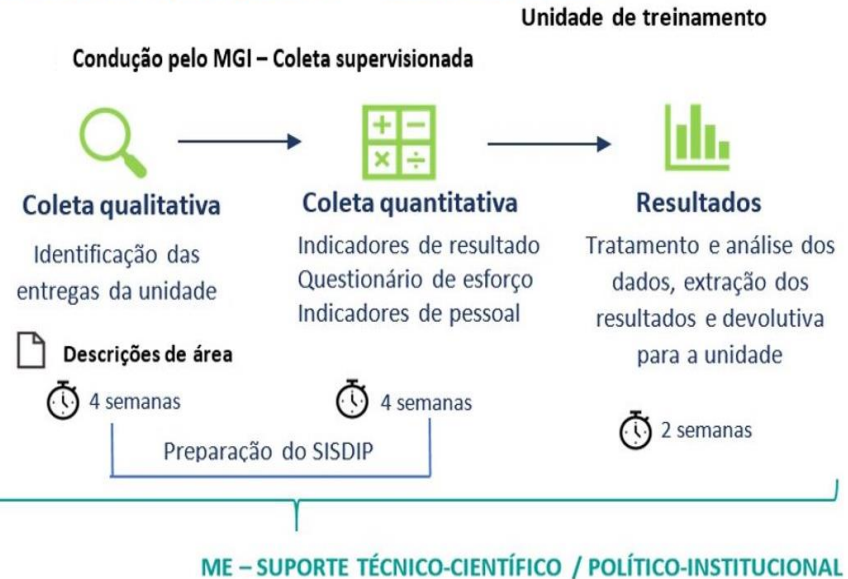 Unidade de treinamento
Condução pelo MGI – Coleta supervisionada
Coleta qualitativa
Identificação das
entregas da unidade
Descrições de área
4 semanas
Coleta quantitativa
Indicadores de resultado
Questionário de esforço
Indicadores de pessoal
4 semanas
Preparação do SISDIP
Resultados
Tratamento e análise dos
dados, extração dos
resultados e devolutiva
para a unidade
2 semanas
ME – SUPORTE TÉCNICO-CIENTÍFICO / POLÍTICO-INSTITUCIONAL